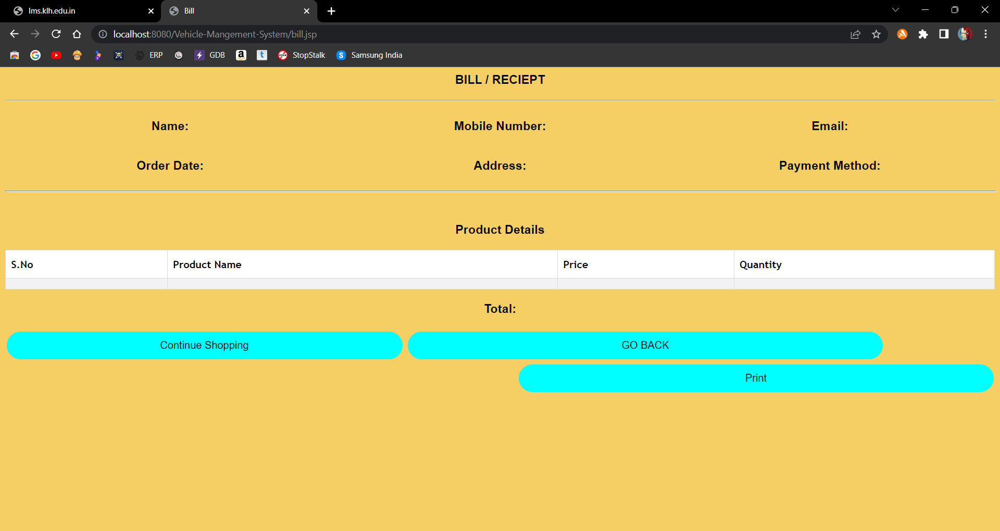 lms.klh.edu.in
Bill
localhost:8080/Vehicle-Mangement-System/bill.jsp
ERP GDB a t StopStalk S Samsung India
BILL / RECIEPT
Name: Mobile Number: Email:
Order Date: Address: Payment Method:
Product Details
S.No Product Name Price Quantity
Total:
Continue Shopping GO BACK
Print